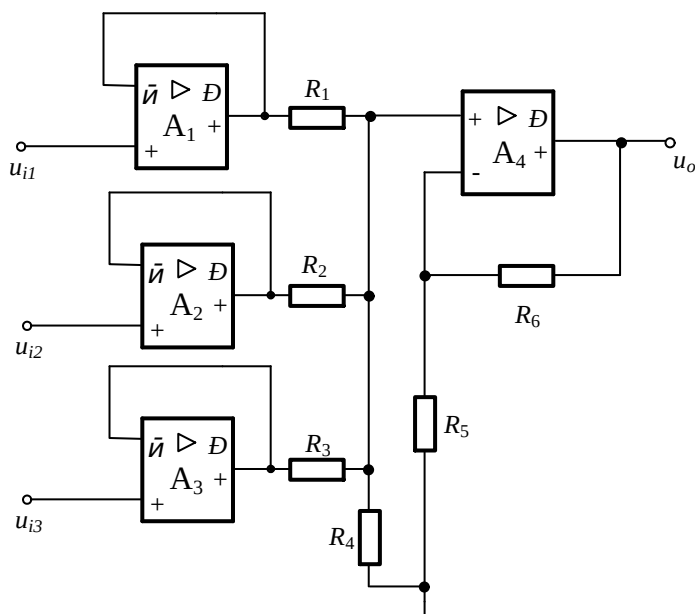 R1
й ▷ Đ
A1 +
+
ui1
+ ▷ Đ
A4 +
-
uo
R2
й ▷ Đ
A2 +
+
ui2
R6
R3
й ▷ Đ
A3 +
+
ui3
R5
R4